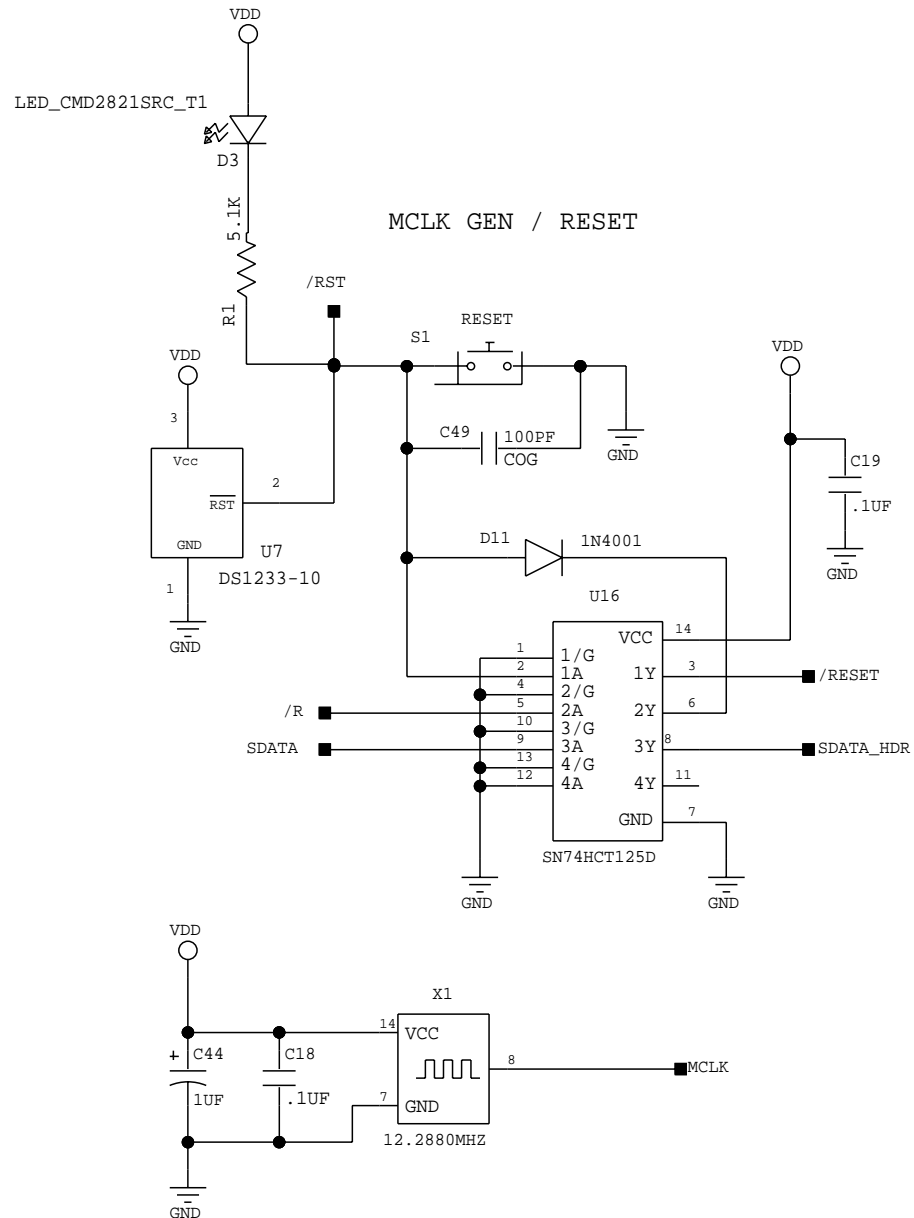 VDD
LED_CMD2821SRC_T1
D3
5.1K
R1
MCLK GEN / RESET
/RST
S1
RESET
VDD
VDD
3
Vcc
C49
100PF
COG
GND
C19
.1UF
2
RST
GND
U7
DS1233-10
1
GND
D11
1N4001
GND
U16
VCC
14
1
1/G
2
1A
1Y
3
/RESET
4
2/G
/R
5
2A
2Y
6
10
3/G
SDATA
9
3A
3Y
8
SDATA_HDR
13
4/G
12
4A
4Y
11
GND
7
SN74HCT125D
GND
GND
VDD
X1
14
VCC
+
C44
1UF
C18
.1UF
8
MCLK
7
GND
12.2880MHZ
GND